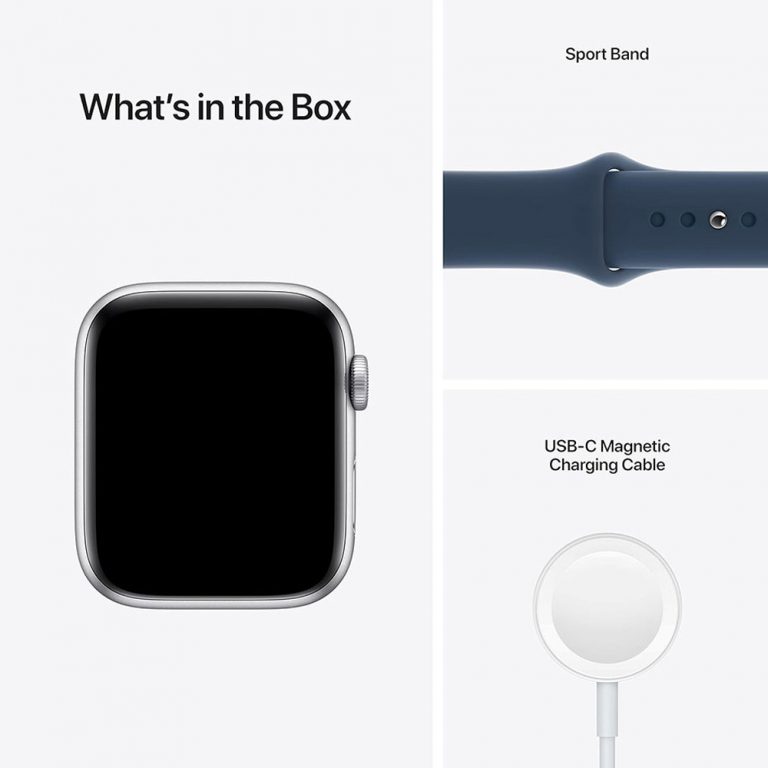 What's in the Box
Sport Band
USB-C Magnetic
Charging Cable